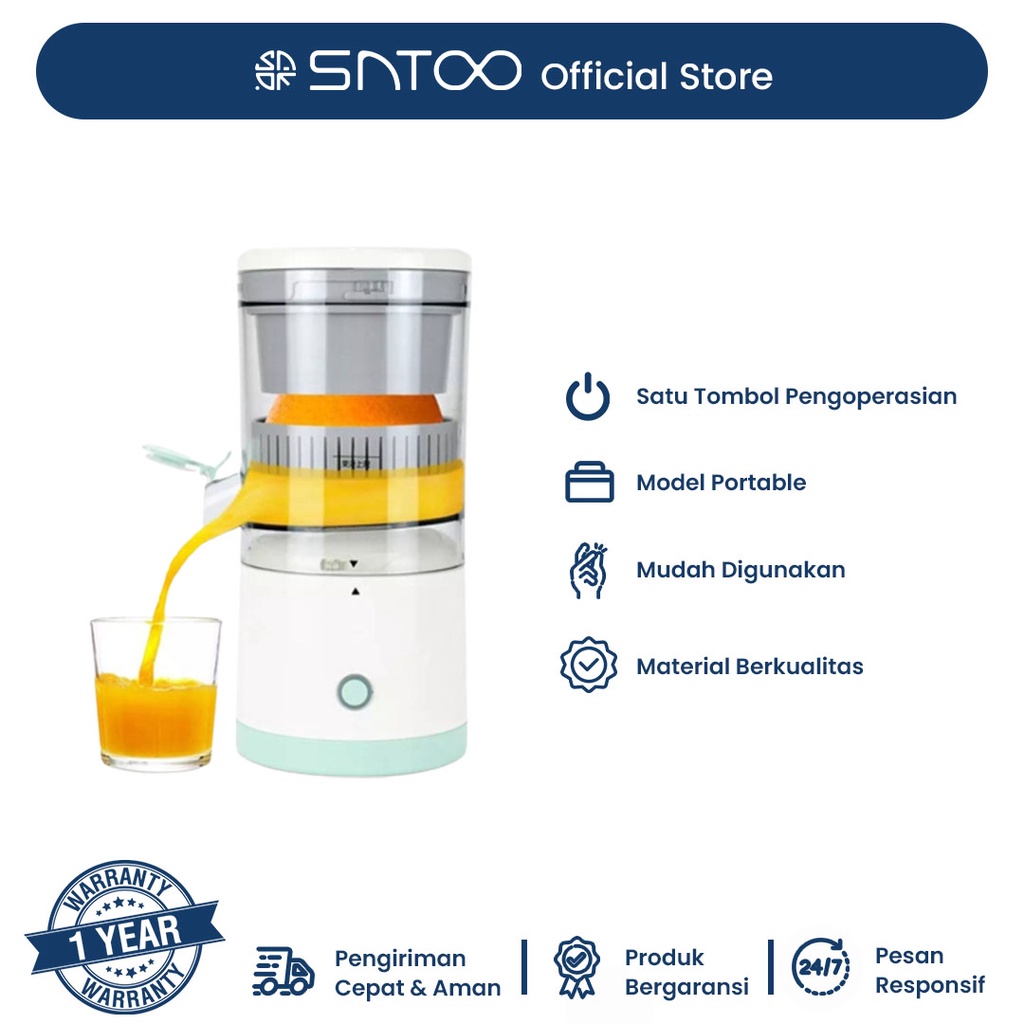 SNTOO Official Store
Satu Tombol Pengoperasian
Model Portable
Mudah Digunakan
Material Berkualitas
WARRANTY
1 YEAR
WARRANTY
Pengiriman
Cepat & Aman
Produk
Bergaransi
24/7
Pesan
Responsif